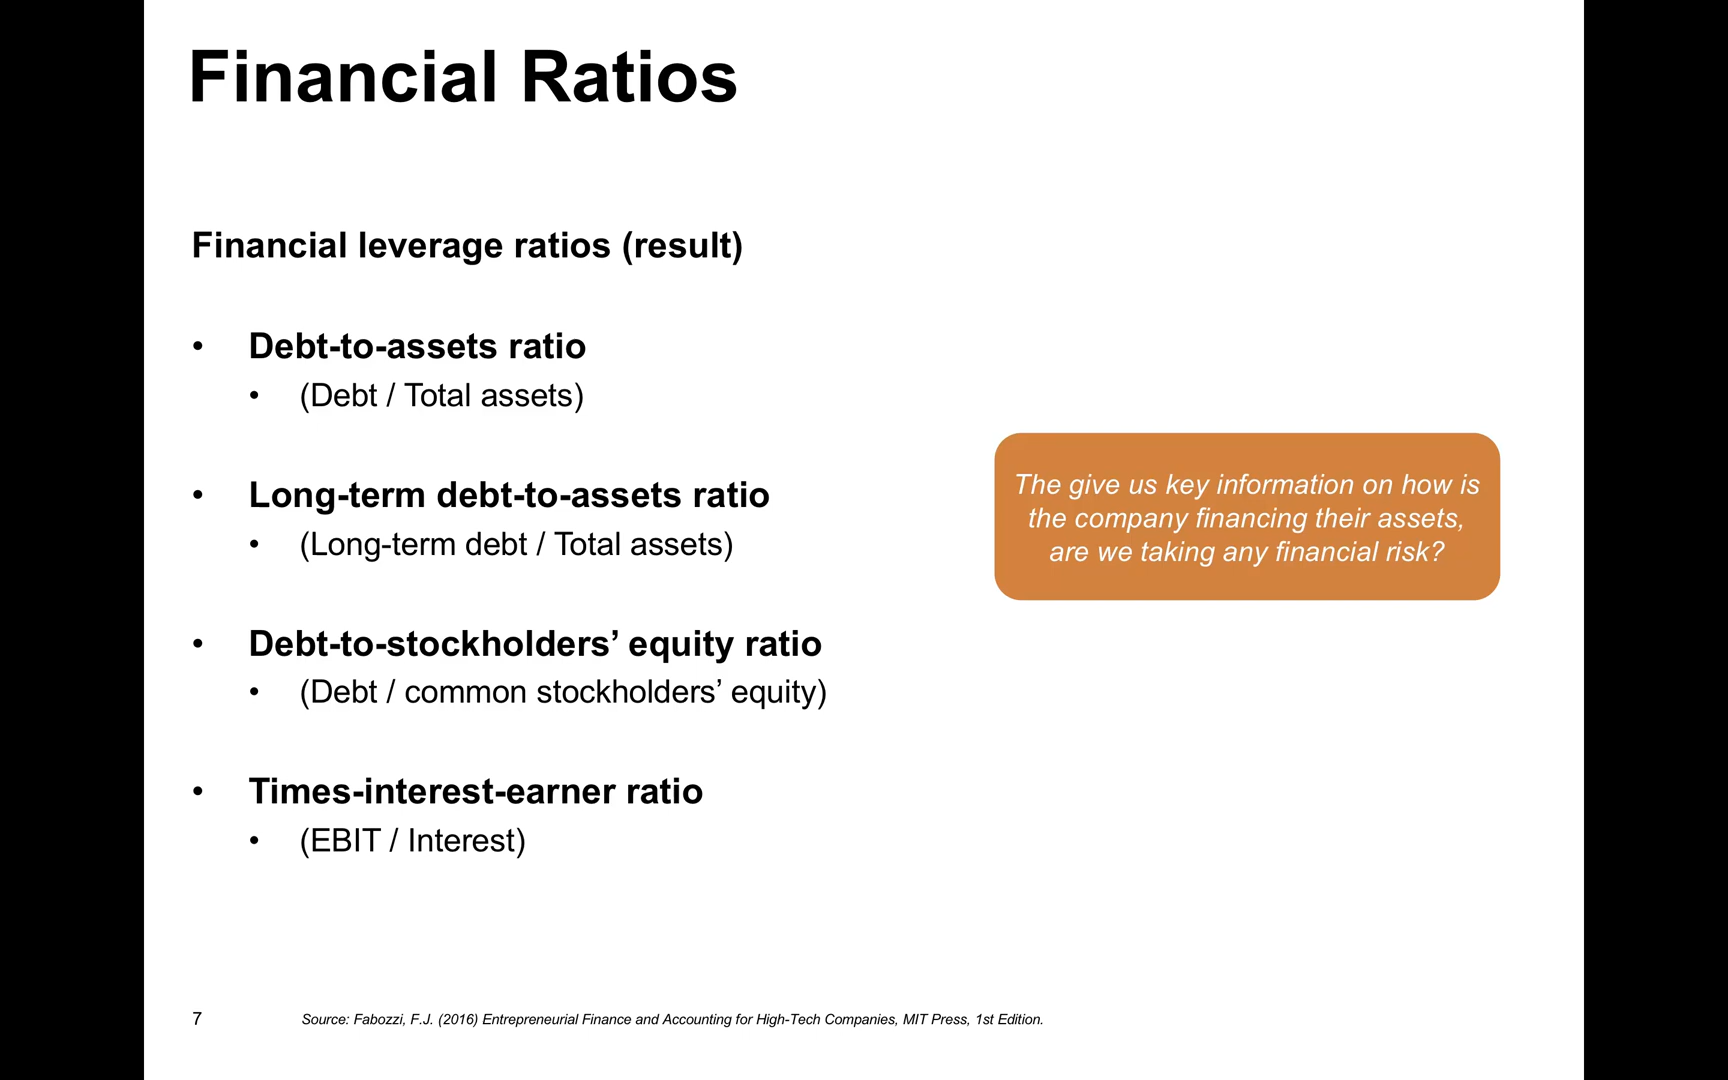 Financial Ratios
Financial leverage ratios (result)
• Debt-to-assets ratio
• (Debt / Total assets)
• Long-term debt-to-assets ratio
• (Long-term debt / Total assets)
• Debt-to-stockholders’ equity ratio
• (Debt / common stockholders’ equity)
• Times-interest-earner ratio
• (EBIT / Interest)
The give us key information on how is
the company financing their assets,
are we taking any financial risk?
7
Source: Fabozzi, F.J. (2016) Entrepreneurial Finance and Accounting for High-Tech Companies, MIT Press, 1st Edition.